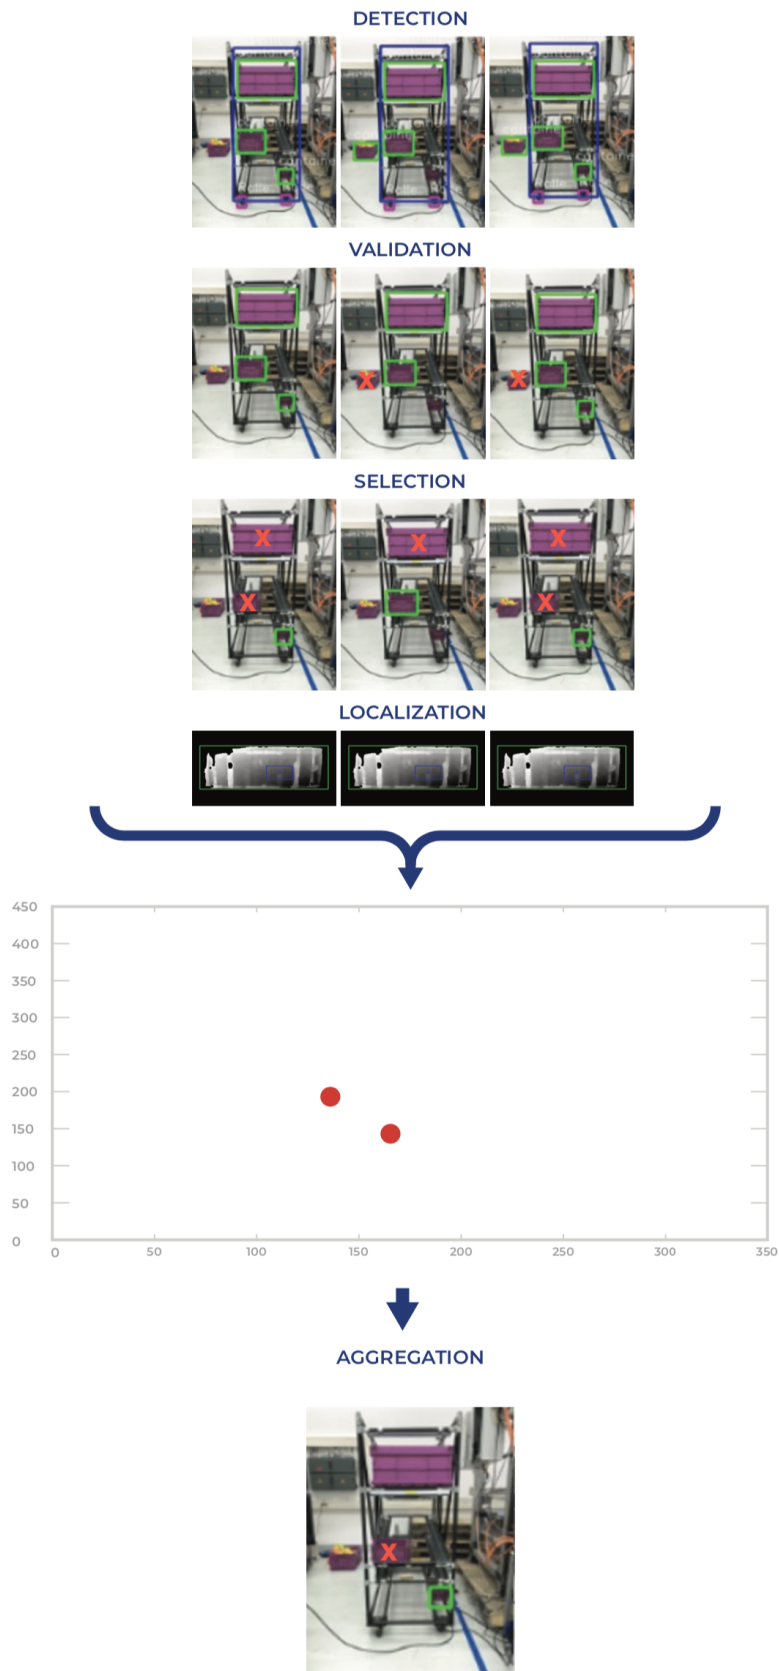 DETECTION
VALIDATION
X
X
SELECTION
X
X
X
X
X
LOCALIZATION
450
400
350
300
250
200
150
100
50
0
0 50 100 150 200 250 300 350
AGGREGATION
X